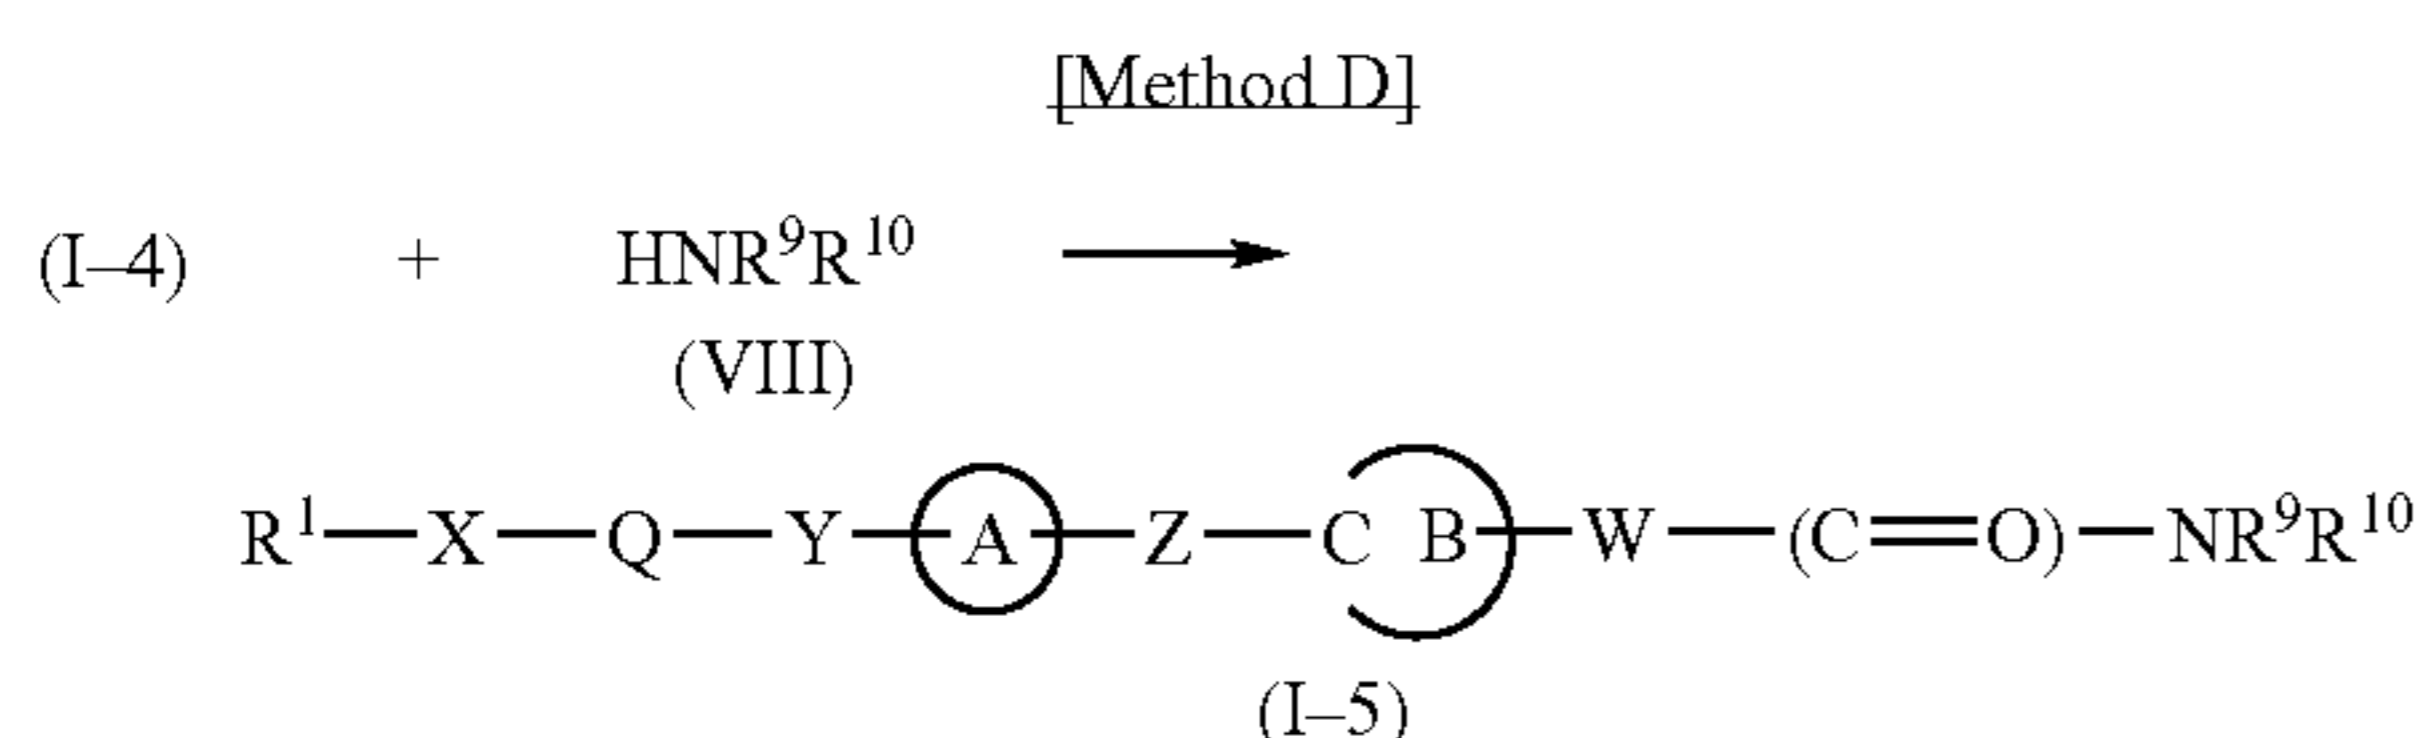 [Method D]
(I–4) + HNR⁹R¹⁰
(VIII)
R¹—X—Q—Y—A—Z—C B—W—(C=O)—NR⁹R¹⁰
(I–5)